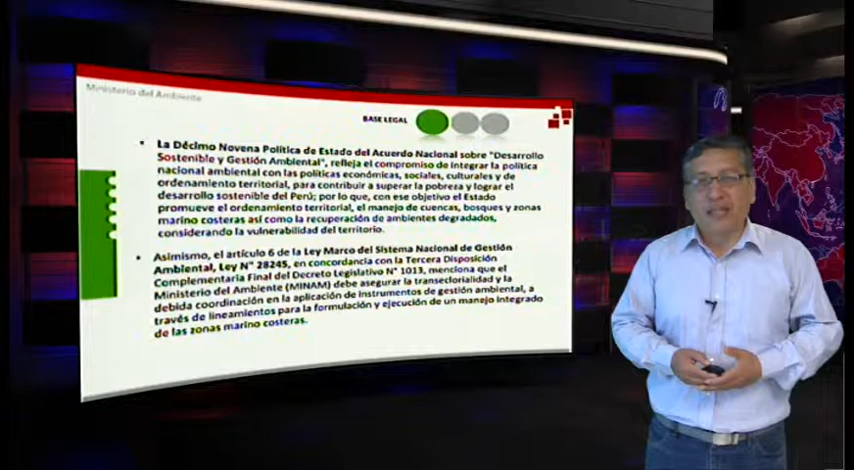 Ministerio del Ambiente
BASE LEGAL
• La Décimo Novena Política de Estado del Acuerdo Nacional sobre "Desarrollo
Sostenible y Gestión Ambiental", refleja el compromiso de integrar la política
nacional ambiental con las políticas económicas, sociales, culturales y de
ordenamiento territorial, para contribuir a superar la pobreza y lograr el
desarrollo sostenible del Perú; por lo que, con ese objetivo el Estado
promueve el ordenamiento territorial, el manejo de cuencas, bosques y zonas
marino costeras así como la recuperación de ambientes degradados,
considerando la vulnerabilidad del territorio.
• Asimismo, el artículo 6 de la Ley Marco del Sistema Nacional de Gestión
Ambiental, Ley N° 28245, en concordancia con la Tercera Disposición
Complementaria Final del Decreto Legislativo N° 1013, menciona que el
Ministerio del Ambiente (MINAM) debe asegurar la transectorialidad y la
debida coordinación en la aplicación de instrumentos de gestión ambiental, a
través de lineamientos para la formulación y ejecución de un manejo integrado
de las zonas marino costeras.